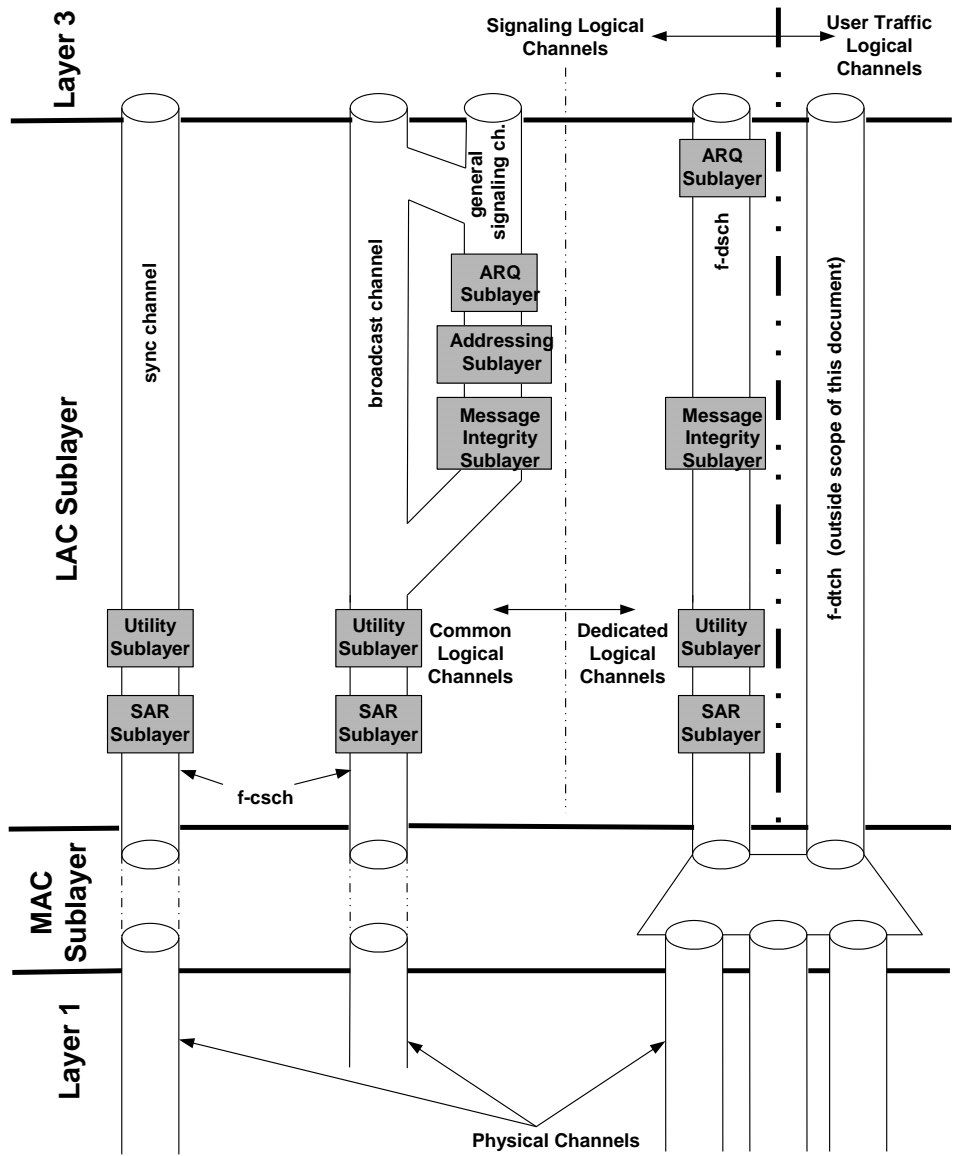 Signaling Logical
Channels
User Traffic
Logical
Channels
Layer 3
ARQ
Sublayer
general
signaling ch.
f-dsch
ARQ
Sublayer
sync channel
broadcast channel
Addressing
Sublayer
f-dtch (outside scope of this document)
Message
Integrity
Sublayer
Message
Integrity
Sublayer
LAC Sublayer
Utility
Sublayer
Utility
Sublayer
Common
Logical
Channels
Dedicated
Logical
Channels
Utility
Sublayer
SAR
Sublayer
SAR
Sublayer
SAR
Sublayer
f-csch
MAC
Sublayer
Layer 1
Physical Channels